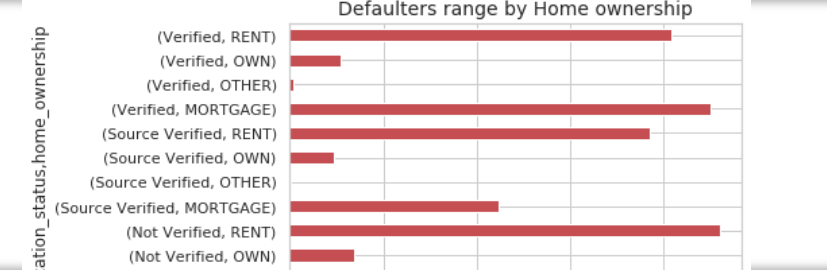 Defaulters range by Home ownership
ation_status,home_ownership
(Verified, RENT)
(Verified, OWN)
(Verified, OTHER)
(Verified, MORTGAGE)
(Source Verified, RENT)
(Source Verified, OWN)
(Source Verified, OTHER)
(Source Verified, MORTGAGE)
(Not Verified, RENT)
(Not Verified, OWN)